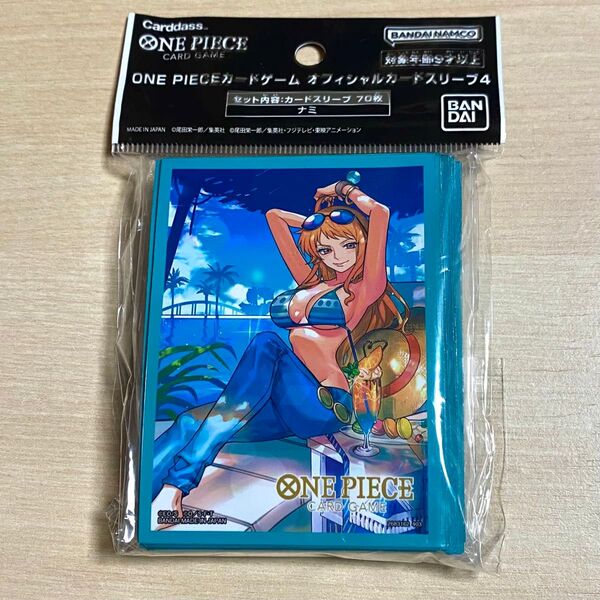 Carddass™
ONE PIECE
CARD GAME
BANDAI NAMCO
対象年齢9才以上
ONE PIECEカードゲーム オフィシャルカードスリーブ4
セット内容:カードスリーブ 70枚
ナミ
BAN
DAI
MADE IN JAPAN ©尾田栄一郎/集英社 ©尾田栄一郎/集英社・フジテレビ・東映アニメーション
ONE PIECE
CARD GAME
BANDAI MADE IN JAPAN